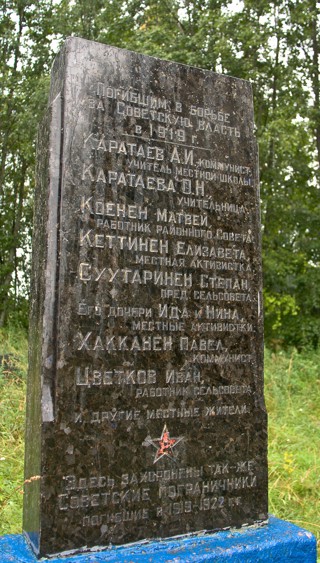 Погибшим в борьбе
за Советскую власть
в 1919 г.
Каратаев А.И. коммунист,
учитель местной школы
Каратаева О.Н.
учительница,
Коенен Матвей
работник районного Совета
Кеттинен Елизавета,
местная активистка
Суутаринен Степан,
пред. сельсовета
Его дочери Ида и Нина,
местные активистки.
Хакканен Павел,
коммунист,
Цветков Иван,
работник сельсовета
и другие местные жители.
Здесь захоронены так-же
Советские пограничники
погибшие в 1919-1922 г.г.